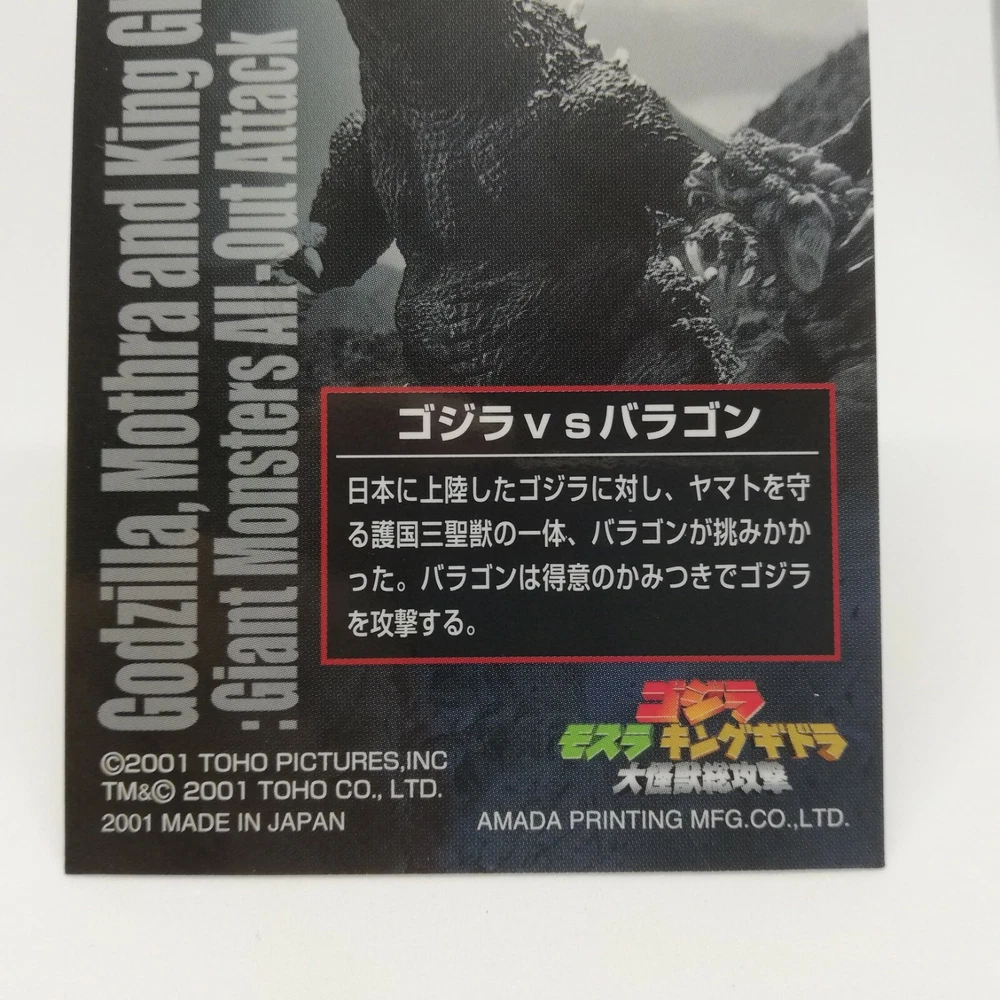 Godzilla, Mothra and King
: Giant Monsters All-Out Attack
ゴジラｖｓバラゴン
日本に上陸したゴジラに対し、ヤマトを守
る護国三聖獣の一体、バラゴンが挑みかか
った。バラゴンは得意のかみつきでゴジラ
を攻撃する。
ゴジラ
モスラ キングギドラ
大怪獣総攻撃
©2001 TOHO PICTURES,INC
TM&© 2001 TOHO CO., LTD.
2001 MADE IN JAPAN
AMADA PRINTING MFG.CO.,LTD.